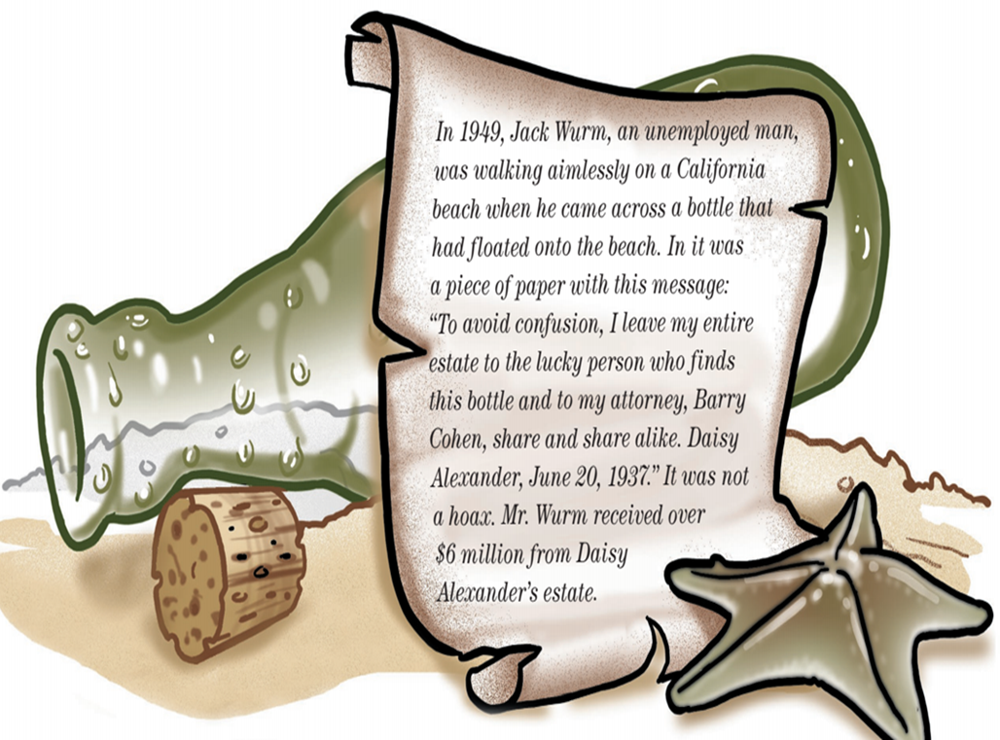 In 1949, Jack Wurm, an unemployed man,
was walking aimlessly on a California
beach when he came across a bottle that
had floated onto the beach. In it was
a piece of paper with this message:
“To avoid confusion, I leave my entire
estate to the lucky person who finds
this bottle and to my attorney, Barry
Cohen, share and share alike. Daisy
Alexander, June 20, 1937.” It was not
a hoax. Mr. Wurm received over
$6 million from Daisy
Alexander’s estate.